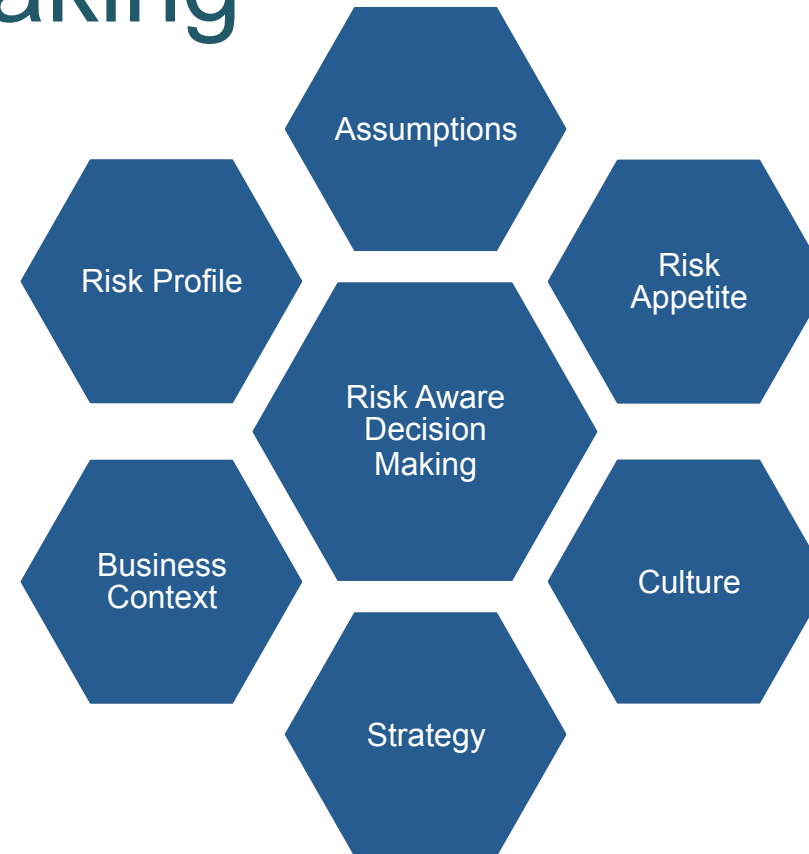 aking
Assumptions
Risk Profile
Risk
Appetite
Risk Aware
Decision
Making
Business
Context
Culture
Strategy